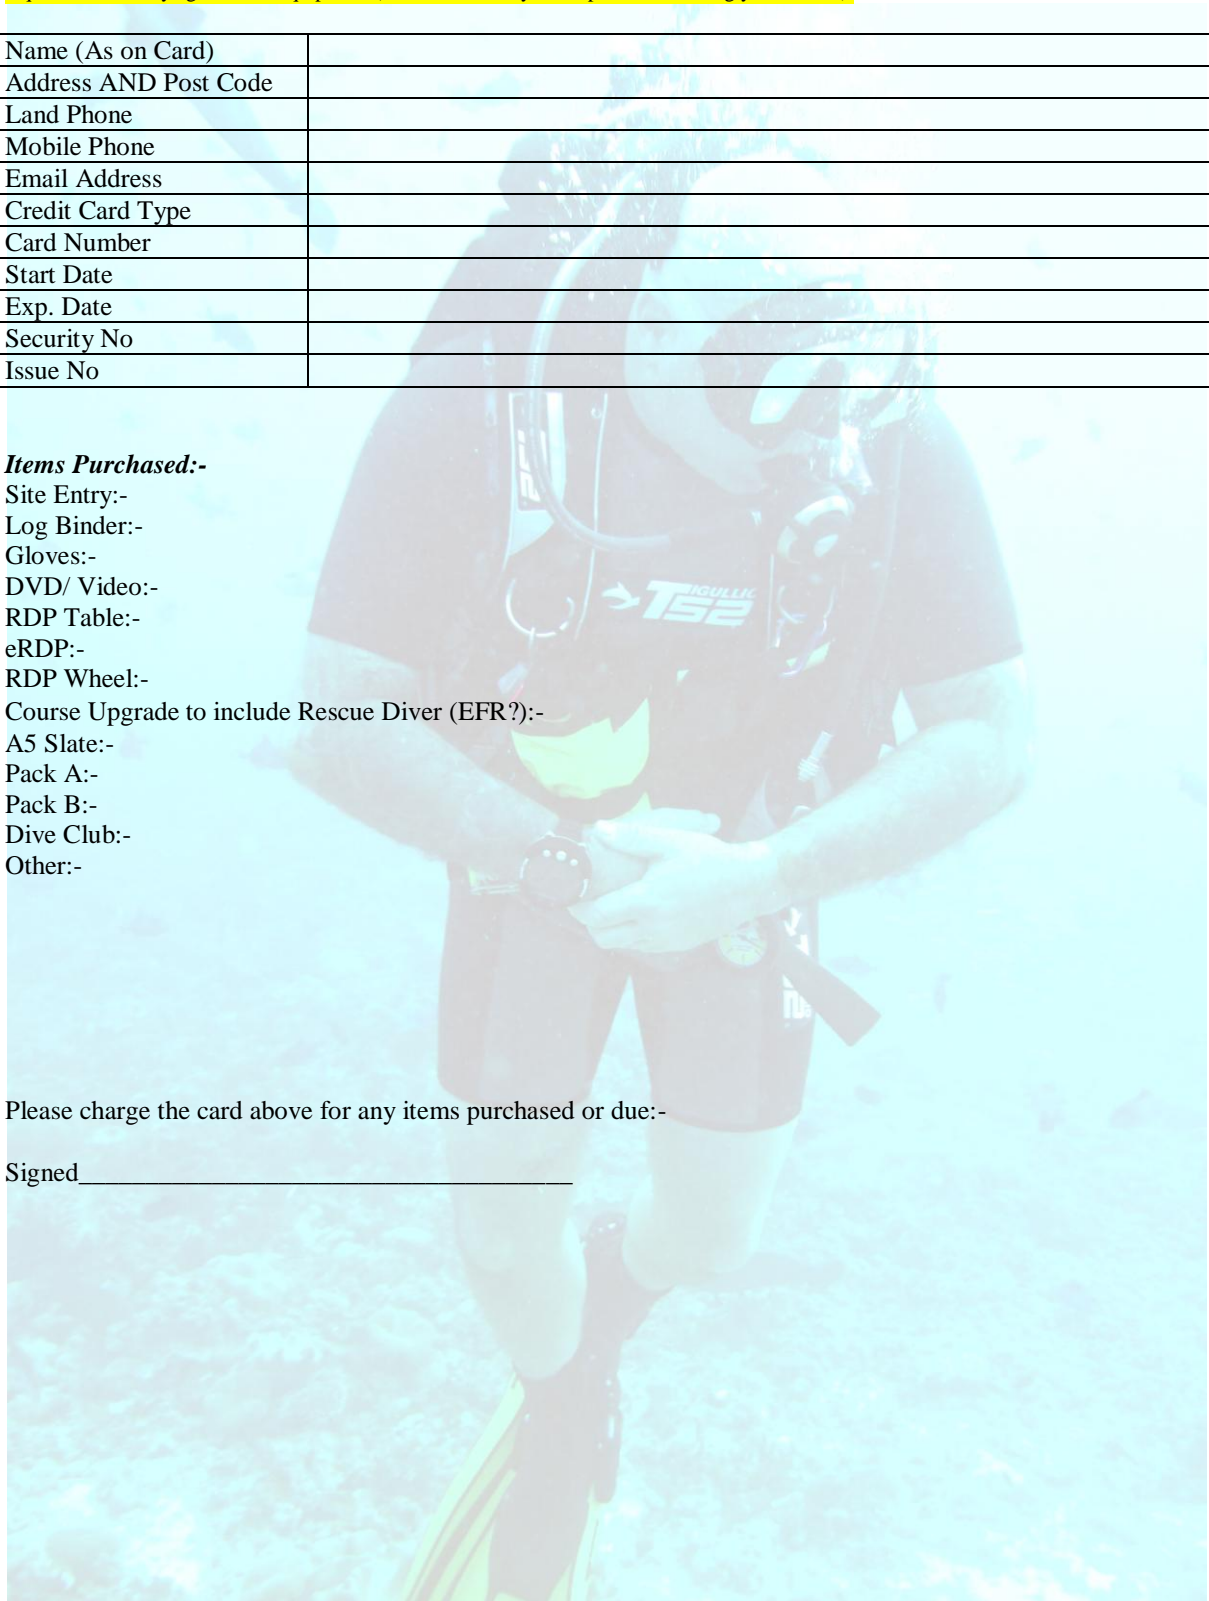 Name (As on Card)
Address AND Post Code
Land Phone
Mobile Phone
Email Address
Credit Card Type
Card Number
Start Date
Exp. Date
Security No
Issue No
Items Purchased:-
Site Entry:-
Log Binder:-
Gloves:-
DVD/ Video:-
RDP Table:-
eRDP:-
RDP Wheel:-
Course Upgrade to include Rescue Diver (EFR?):-
A5 Slate:-
Pack A:-
Pack B:-
Dive Club:-
Other:-
Please charge the card above for any items purchased or due:-
Signed______________________________________
T52